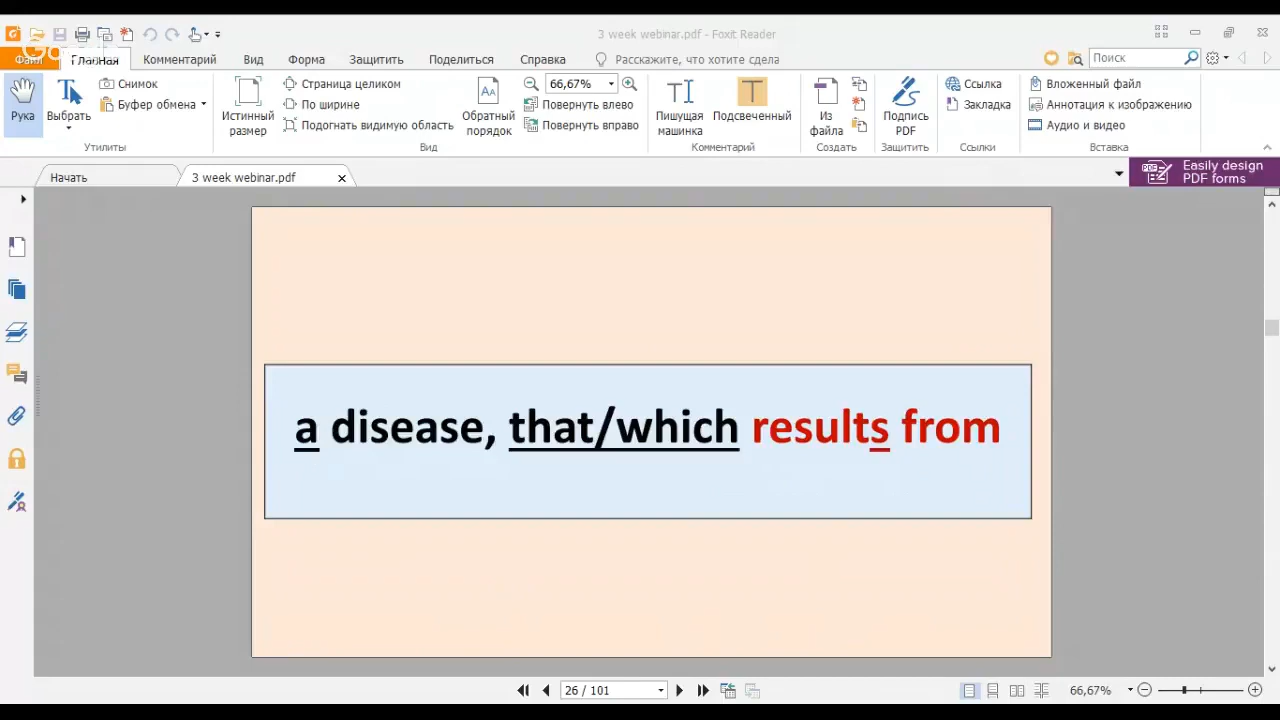 3 week webinar.pdf - Foxit Reader
Файл Главная Комментарий Вид Форма Защитить Поделиться Справка Расскажите, что хотите сдела Поиск
Рука
Выбрать
Снимок
Буфер обмена
Утилиты
Истинный размер
Страница целиком
По ширине
Подогнать видимую область
Обратный порядок
66,67%
Повернуть влево
Повернуть вправо
Вид
Пишущая машинка
Подсвеченный
Комментарий
Из файла
Создать
Подпись PDF
Защитить
Ссылка
Закладка
Ссылки
Вложенный файл
Аннотация к изображению
Аудио и видео
Вставка
Начать 3 week webinar.pdf
Easily design
PDF forms
a disease, that/which results from
26 / 101 66,67%